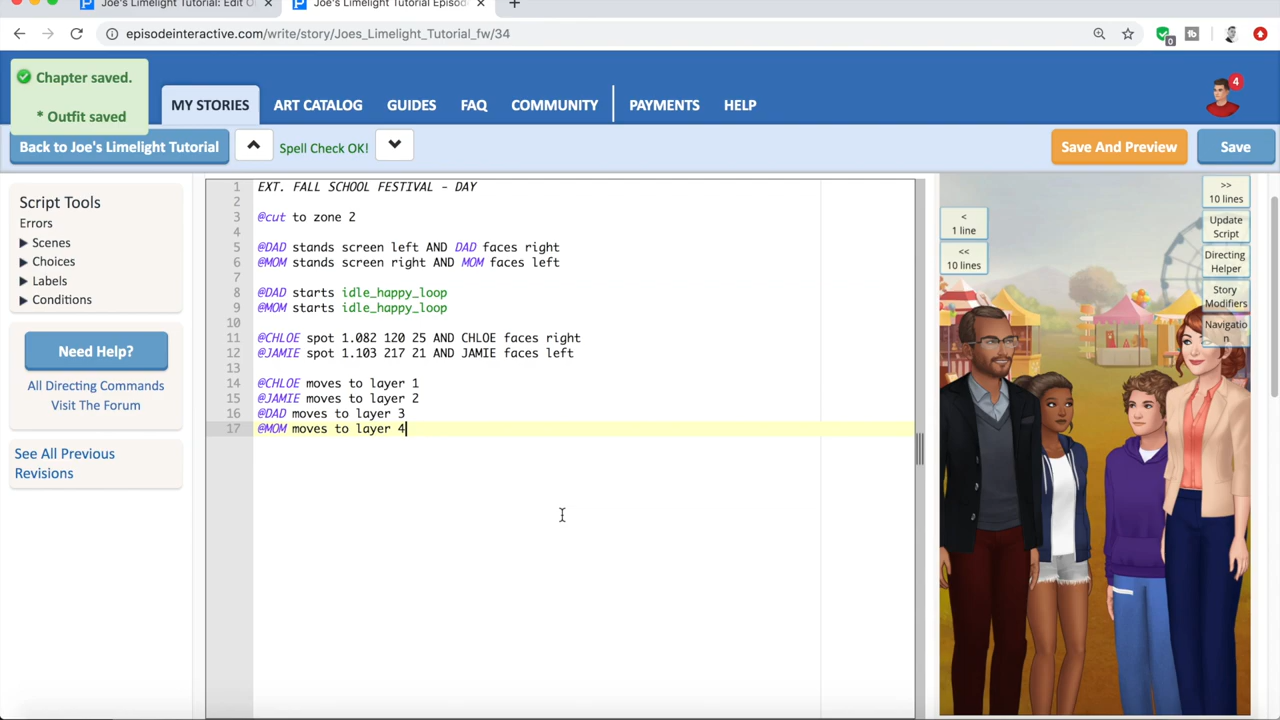 Joe's Limelight Tutorial: Edit O
Joe's Limelight Tutorial Episod
episodeinteractive.com/write/story/Joes_Limelight_Tutorial_fw/34
0
Chapter saved.
* Outfit saved
MY STORIES
ART CATALOG
GUIDES
FAQ
COMMUNITY
PAYMENTS
HELP
4
Back to Joe's Limelight Tutorial
Spell Check OK!
Save And Preview
Save
Script Tools
Errors
Scenes
Choices
Labels
Conditions
Need Help?
All Directing Commands
Visit The Forum
See All Previous
Revisions
1 EXT. FALL SCHOOL FESTIVAL - DAY
2
3 @cut to zone 2
4
5 @DAD stands screen left AND DAD faces right
6 @MOM stands screen right AND MOM faces left
7
8 @DAD starts idle_happy_loop
9 @MOM starts idle_happy_loop
10
11 @CHLOE spot 1.082 120 25 AND CHLOE faces right
12 @JAMIE spot 1.103 217 21 AND JAMIE faces left
13
14 @CHLOE moves to layer 1
15 @JAMIE moves to layer 2
16 @DAD moves to layer 3
17 @MOM moves to layer 4
<
1 line
<<
10 lines
>>
10 lines
Update
Script
Directing
Helper
Story
Modifiers
Navigatio
n